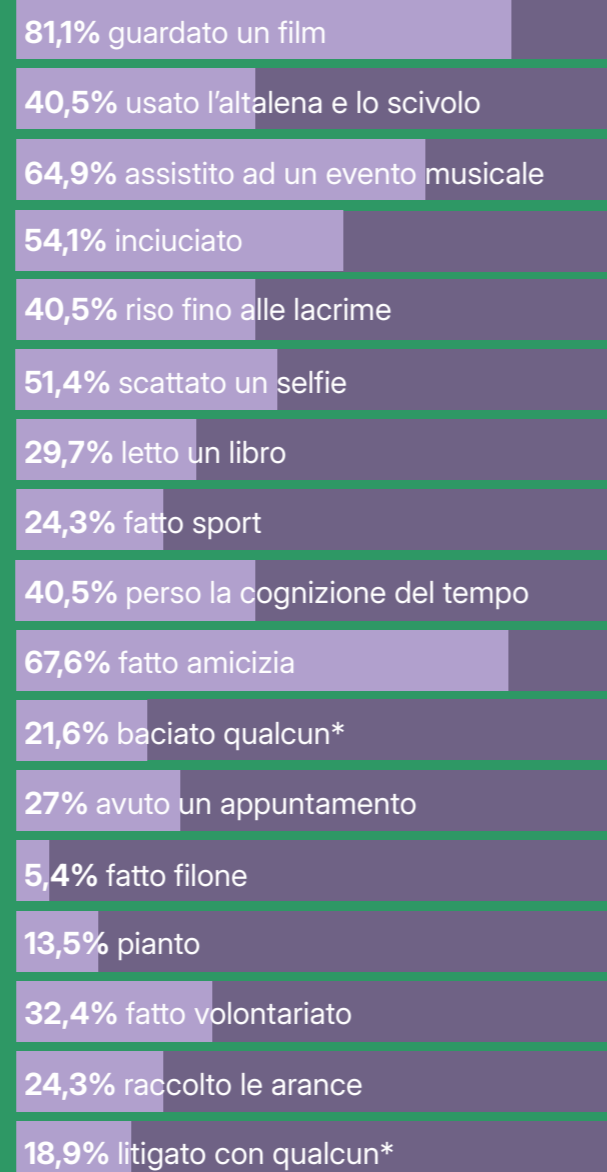 81,1% guardato un film
40,5% usato l’altalena e lo scivolo
64,9% assistito ad un evento musicale
54,1% inciuciato
40,5% riso fino alle lacrime
51,4% scattato un selfie
29,7% letto un libro
24,3% fatto sport
40,5% perso la cognizione del tempo
67,6% fatto amicizia
21,6% baciato qualcun*
27% avuto un appuntamento
5,4% fatto filone
13,5% pianto
32,4% fatto volontariato
24,3% raccolto le arance
18,9% litigato con qualcun*